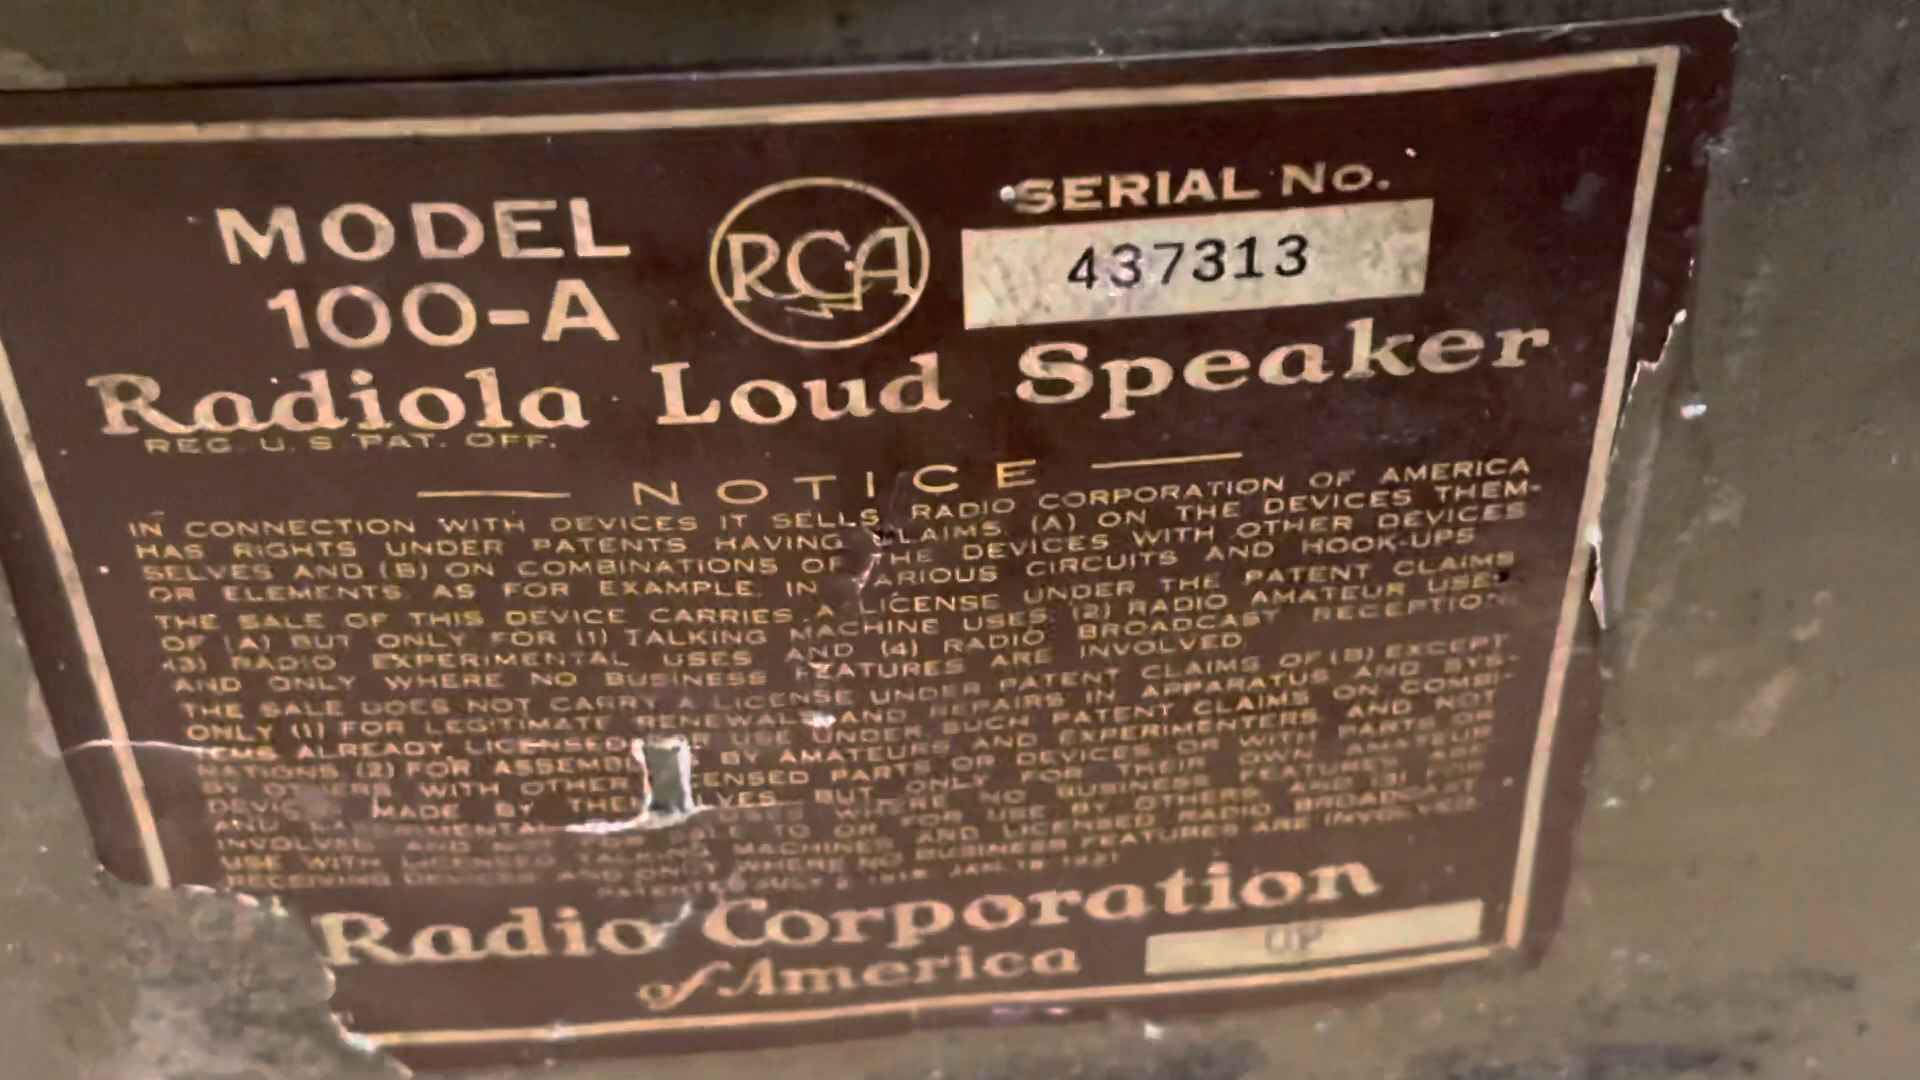 MODEL
100-A
RCA
SERIAL No.
437313
Radiola Loud Speaker
REG. U.S PAT. OFF.
NOTICE
IN CONNECTION WITH DEVICES IT SELLS RADIO CORPORATION OF AMERICA
HAS RIGHTS UNDER PATENTS HAVING CLAIMS (A) ON THE DEVICES THEM-
SELVES AND (B) ON COMBINATIONS OF THE DEVICES WITH OTHER DEVICES
OR ELEMENTS AS FOR EXAMPLE IN VARIOUS CIRCUITS AND HOOK-UPS
THE SALE OF THIS DEVICE CARRIES A LICENSE UNDER THE PATENT CLAIMS
OF (A) BUT ONLY FOR (1) TALKING MACHINE USES (2) RADIO AMATEUR USES
(3) RADIO EXPERIMENTAL USES AND (4) RADIO BROADCAST RECEPTION
AND ONLY WHERE NO BUSINESS FEATURES ARE INVOLVED
THE SALE DOES NOT CARRY A LICENSE UNDER PATENT CLAIMS OF (B) EXCEPT
ONLY (1) FOR LEGITIMATE RENEWALS AND REPAIRS IN APPARATUS AND SYS-
TEMS ALREADY LICENSED FOR USE UNDER SUCH PATENT CLAIMS ON COMBI-
NATIONS (2) FOR ASSEMBLY BY AMATEURS AND EXPERIMENTERS AND NOT
BY OTHERS WITH OTHER LICENSED PARTS OR DEVICES OR WITH PARTS OR
DEVICES MADE BY THEMSELVES BUT ONLY FOR THEIR OWN AMATEUR
AND EXPERIMENTAL USES WHERE NO BUSINESS FEATURES ARE
INVOLVED AND NOT FOR SALE TO OR FOR USE BY OTHERS AND (3) FOR
USE WITH LICENSED TALKING MACHINES AND LICENSED RADIO BROADCAST
RECEIVING DEVICES AND ONLY WHERE NO BUSINESS FEATURES ARE INVOLVED
Radio Corporation
of America
UP